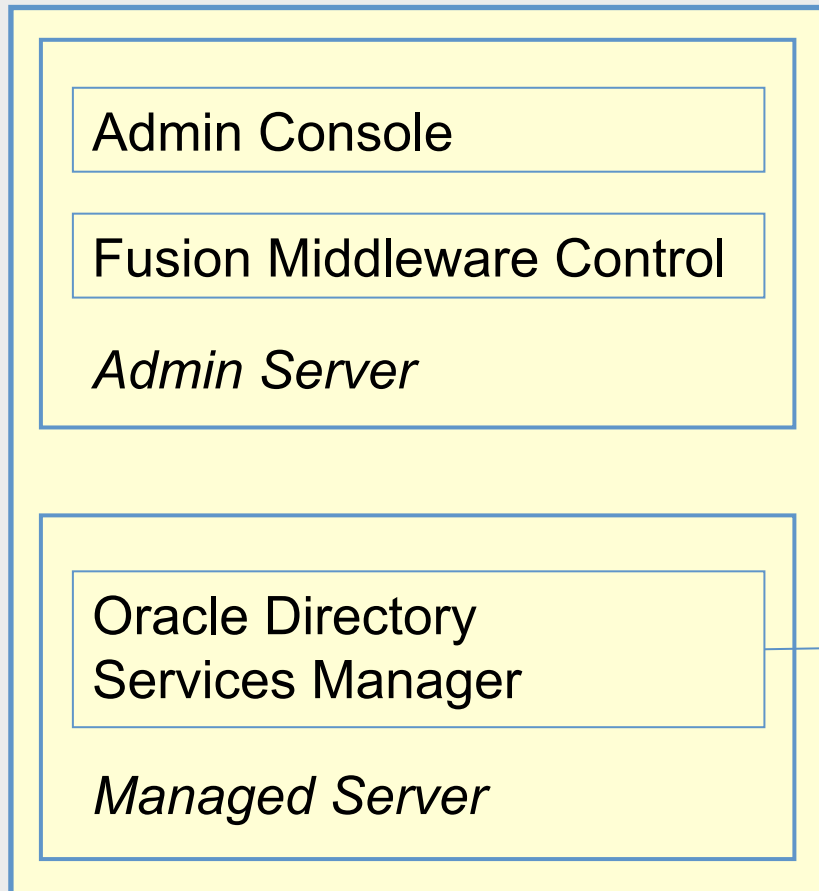 Admin Console
Fusion Middleware Control
Admin Server
Oracle Directory
Services Manager
Managed Server